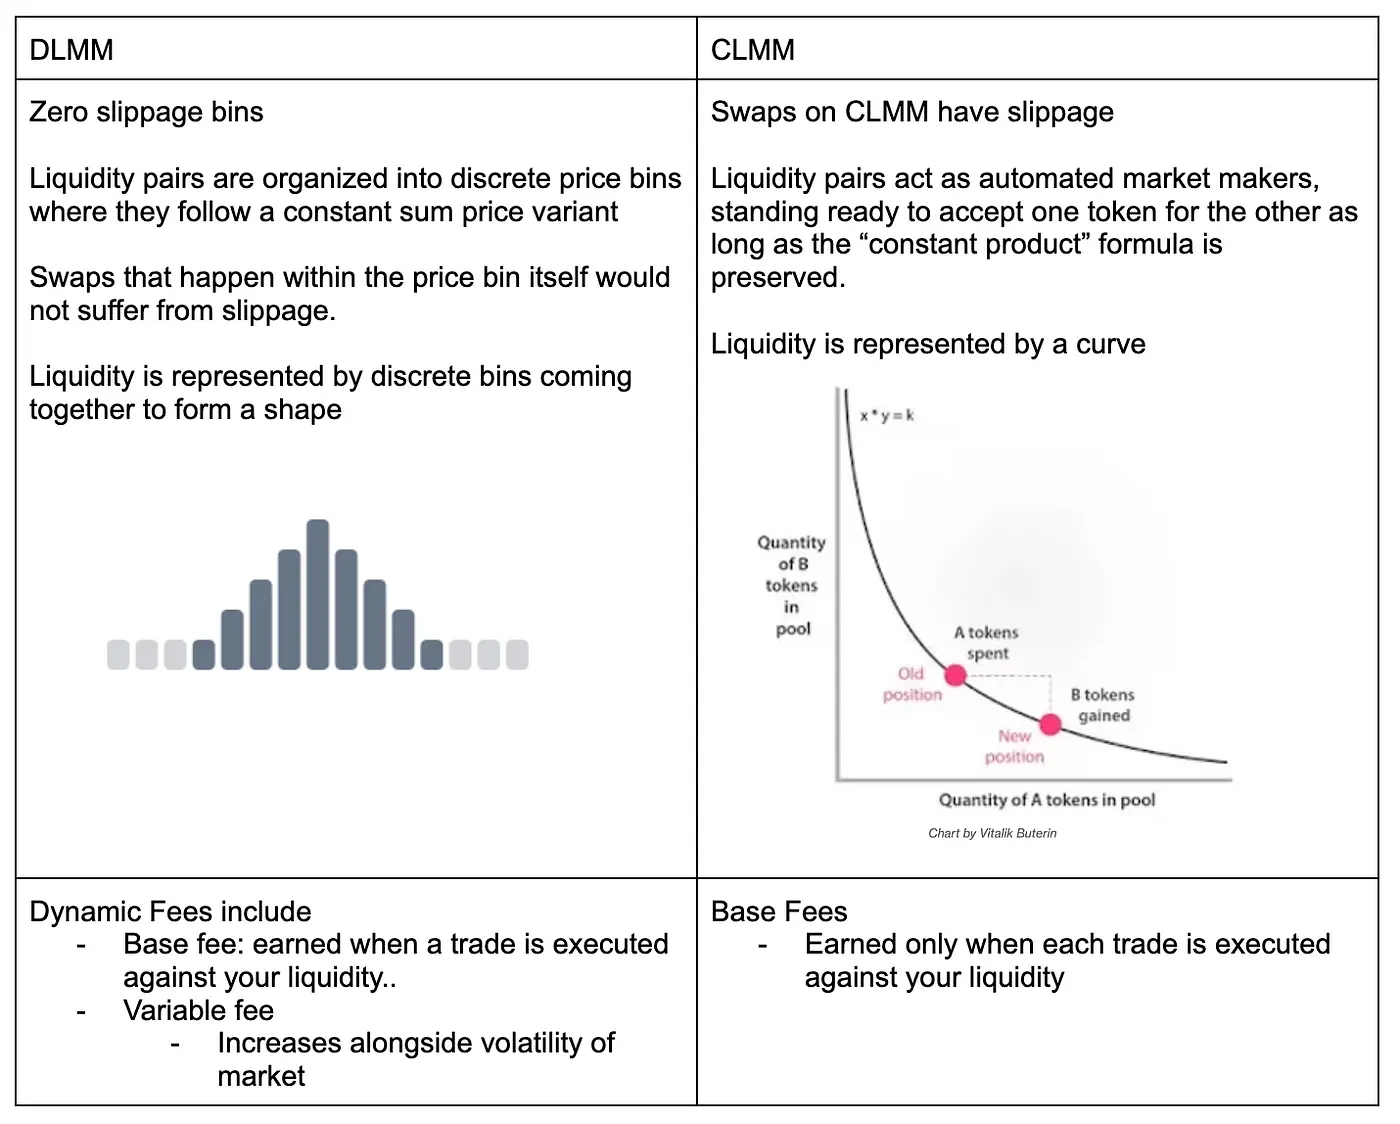 DLMM
CLMM
Zero slippage bins
Liquidity pairs are organized into discrete price bins
where they follow a constant sum price variant
Swaps that happen within the price bin itself would
not suffer from slippage.
Liquidity is represented by discrete bins coming
together to form a shape
Swaps on CLMM have slippage
Liquidity pairs act as automated market makers,
standing ready to accept one token for the other as
long as the “constant product” formula is
preserved.
Liquidity is represented by a curve
x * y = k
Quantity
of B
tokens
in
pool
A tokens
spent
Old
position
B tokens
gained
New
position
Quantity of A tokens in pool
Chart by Vitalik Buterin
Dynamic Fees include
- Base fee: earned when a trade is executed
against your liquidity..
- Variable fee
- Increases alongside volatility of
market
Base Fees
- Earned only when each trade is executed
against your liquidity